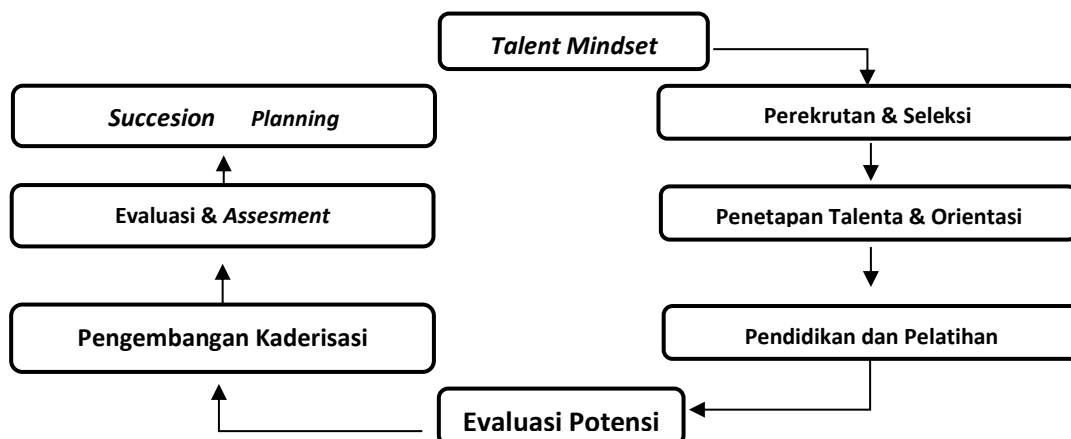 Talent Mindset
Perekrutan & Seleksi
Penetapan Talenta & Orientasi
Pendidikan dan Pelatihan
Evaluasi Potensi
Pengembangan Kaderisasi
Evaluasi & Assesment
Succesion Planning